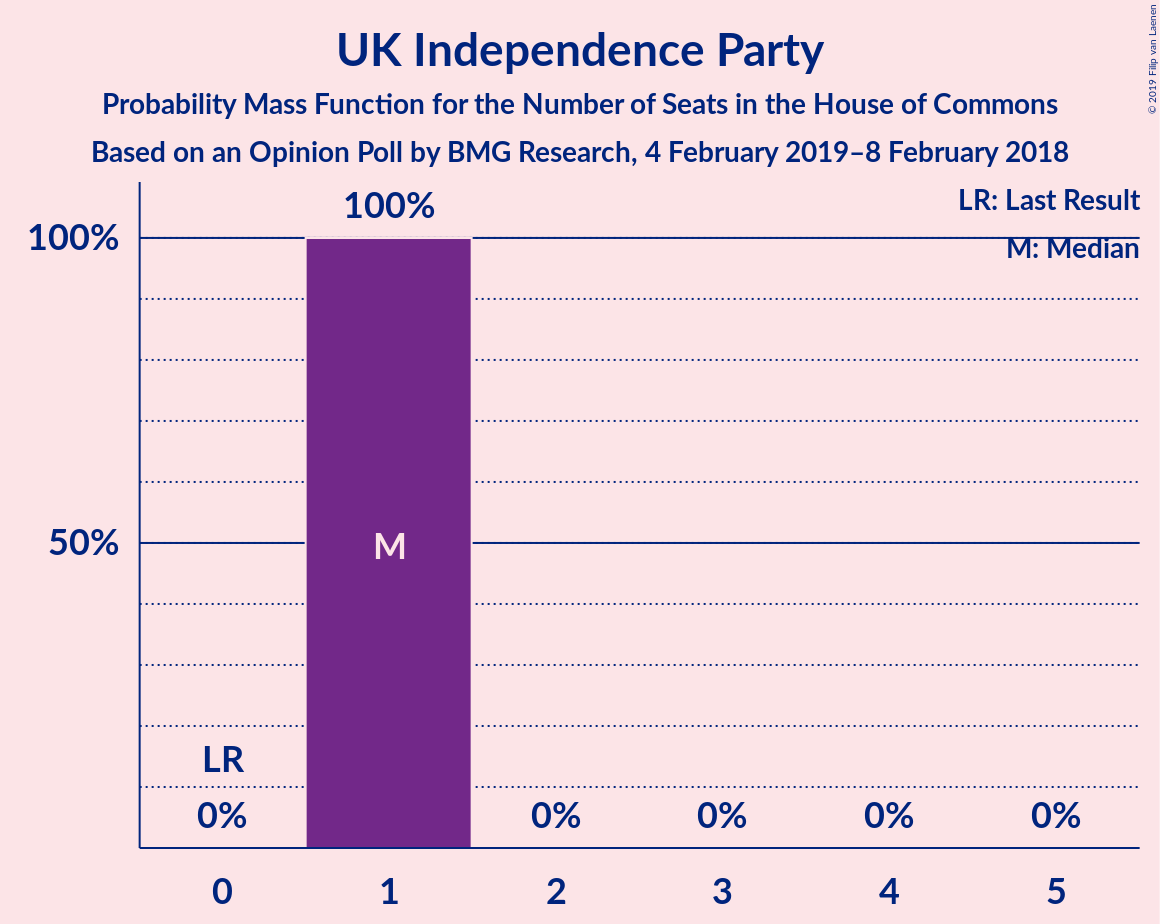 UK Independence Party
Probability Mass Function for the Number of Seats in the House of Commons
Based on an Opinion Poll by BMG Research, 4 February 2019–8 February 2018
© 2019 Filip van Laenen
LR: Last Result
M: Median
100%
100%
50%
M
LR
0%
0%
0%
0%
0%
0 1 2 3 4 5